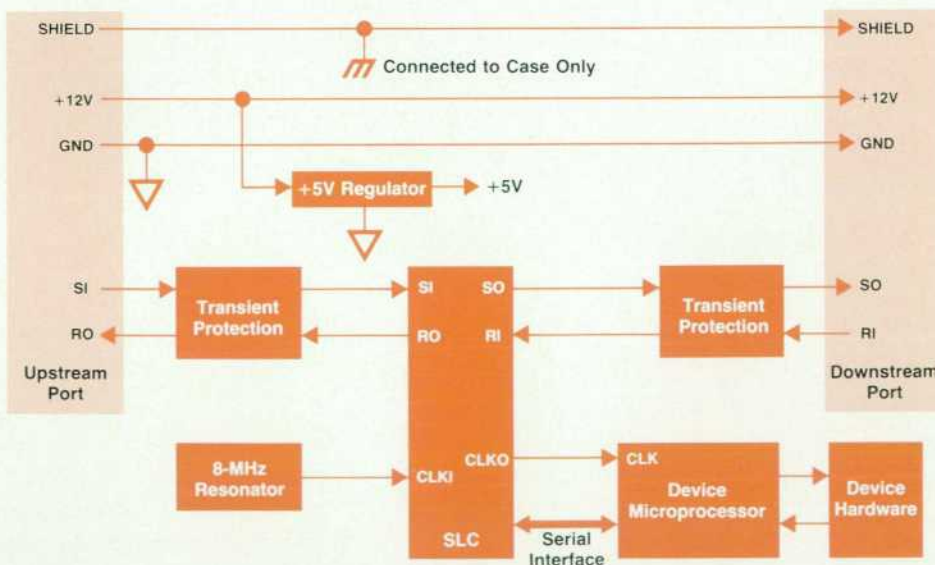 SHIELD
SHIELD
Connected to Case Only
+12V
+12V
GND
GND
+5V Regulator
+5V
SI
Transient
Protection
SI
SO
Transient
Protection
SO
RO
RO
RI
RI
Upstream
Port
Downstream
Port
8-MHz
Resonator
CLKI
CLKO
CLK
Device
Microprocessor
Device
Hardware
SLC
Serial
Interface